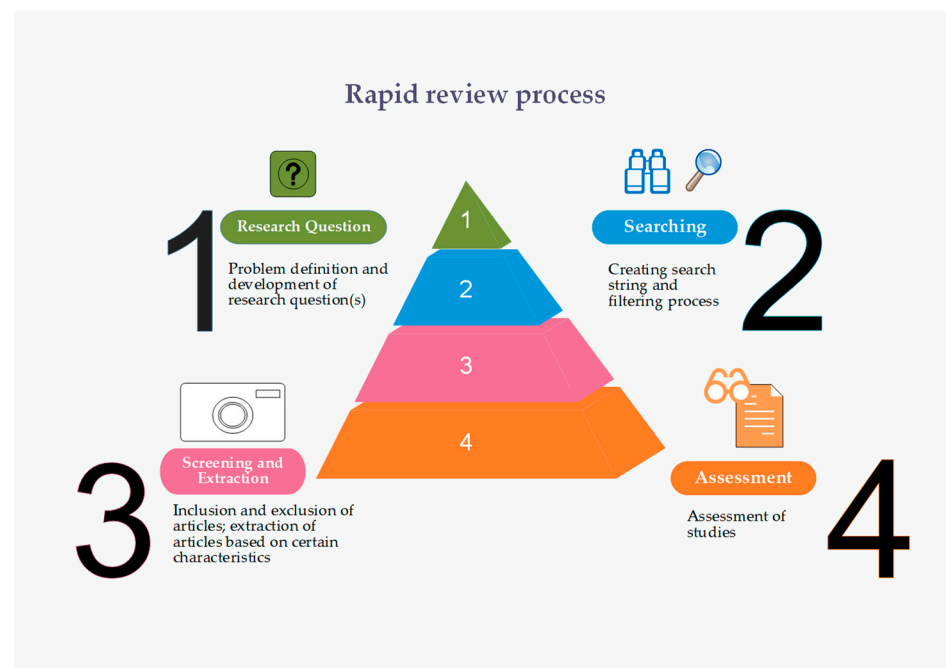 Rapid review process
?
1
Research Question
Problem definition and
development of
research question(s)
Searching
2
Creating search
string and
filtering process
1
2
3
4
3
Screening and
Extraction
Inclusion and exclusion of
articles; extraction of
articles based on certain
characteristics
Assessment
4
Assessment of
studies